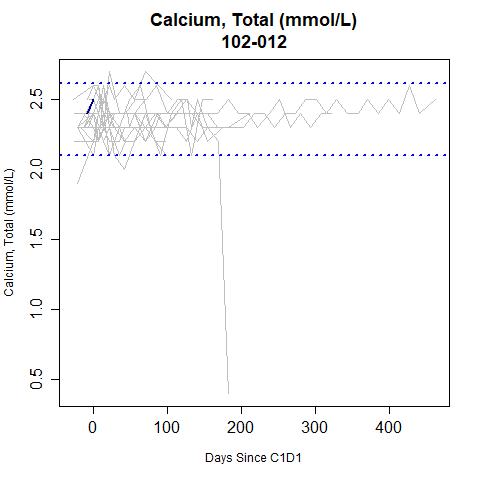 Calcium, Total (mmol/L)
102-012
Calcium, Total (mmol/L)
2.5
2.0
1.5
1.0
0.5
0 100 200 300 400
Days Since C1D1